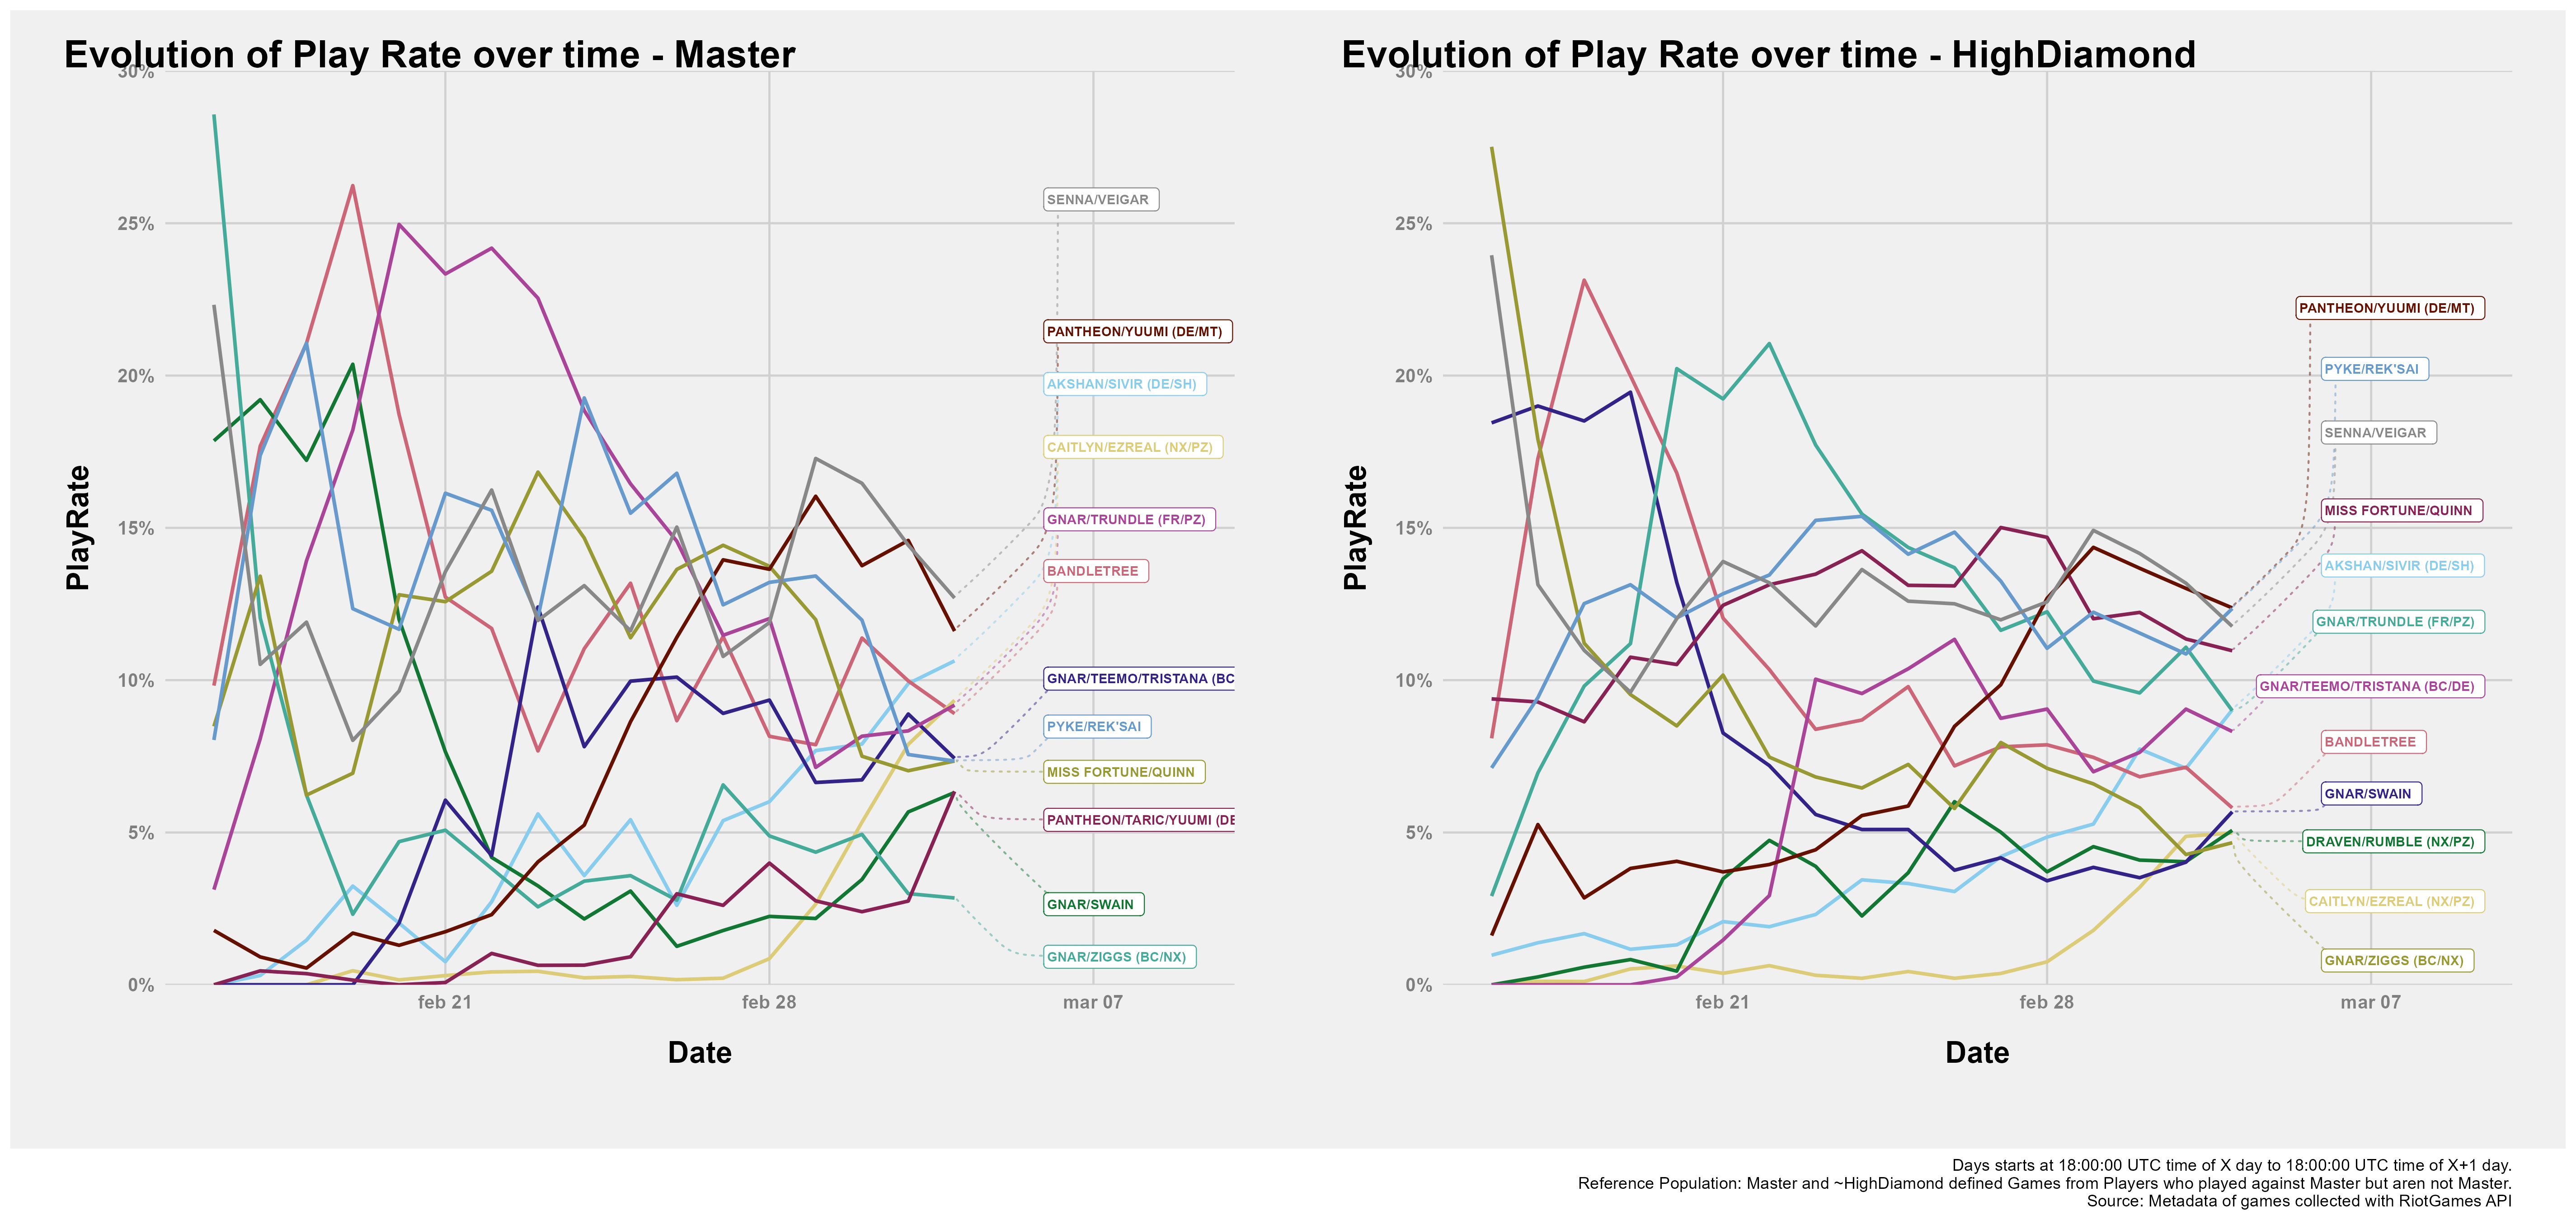 Evolution of Play Rate over time - Master
30%
25%
20%
15%
10%
5%
0%
PlayRate
feb 21
feb 28
mar 07
Date
SENNA/VEIGAR
PANTHEON/YUUMI (DE/MT)
AKSHAN/SIVIR (DE/SH)
CAITLYN/EZREAL (NX/PZ)
GNAR/TRUNDLE (FR/PZ)
BANDLETREE
GNAR/TEEMO/TRISTANA (BC
PYKE/REK'SAI
MISS FORTUNE/QUINN
PANTHEON/TARIC/YUUMI (DE
GNAR/SWAIN
GNAR/ZIGGS (BC/NX)
Evolution of Play Rate over time - HighDiamond
30%
25%
20%
15%
10%
5%
0%
PlayRate
feb 21
feb 28
mar 07
Date
PANTHEON/YUUMI (DE/MT)
PYKE/REK'SAI
SENNA/VEIGAR
MISS FORTUNE/QUINN
AKSHAN/SIVIR (DE/SH)
GNAR/TRUNDLE (FR/PZ)
GNAR/TEEMO/TRISTANA (BC/DE)
BANDLETREE
GNAR/SWAIN
DRAVEN/RUMBLE (NX/PZ)
CAITLYN/EZREAL (NX/PZ)
GNAR/ZIGGS (BC/NX)
Days starts at 18:00:00 UTC time of X day to 18:00:00 UTC time of X+1 day.
Reference Population: Master and ~HighDiamond defined Games from Players who played against Master but aren not Master.
Source: Metadata of games collected with RiotGames API